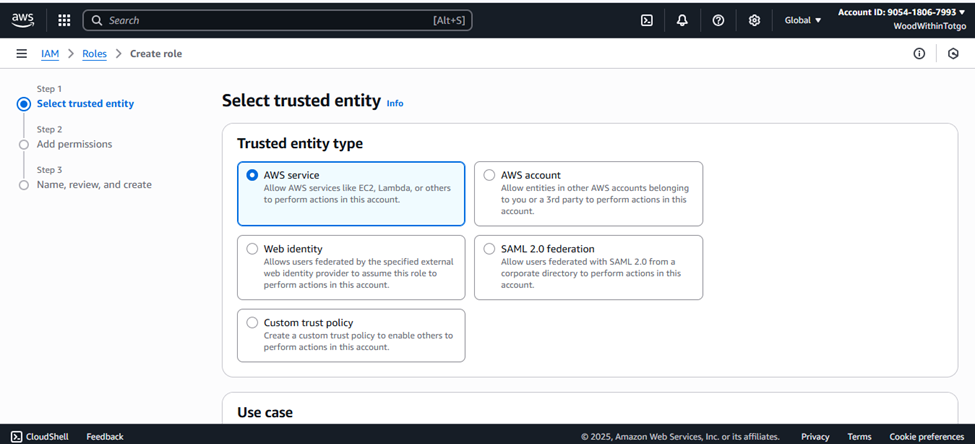 aws
Search [Alt+S]
Global
Account ID: 9054-1806-7993
WoodWithinTotgo
IAM > Roles > Create role
Step 1
Select trusted entity
Step 2
Add permissions
Step 3
Name, review, and create
Select trusted entity Info
Trusted entity type
AWS service
Allow AWS services like EC2, Lambda, or others
to perform actions in this account.
AWS account
Allow entities in other AWS accounts belonging
to you or a 3rd party to perform actions in this
account.
Web identity
Allows users federated by the specified external
web identity provider to assume this role to
perform actions in this account.
SAML 2.0 federation
Allow users federated with SAML 2.0 from a
corporate directory to perform actions in this
account.
Custom trust policy
Create a custom trust policy to enable others to
perform actions in this account.
Use case
CloudShell Feedback © 2025, Amazon Web Services, Inc. or its affiliates. Privacy Terms Cookie preferences